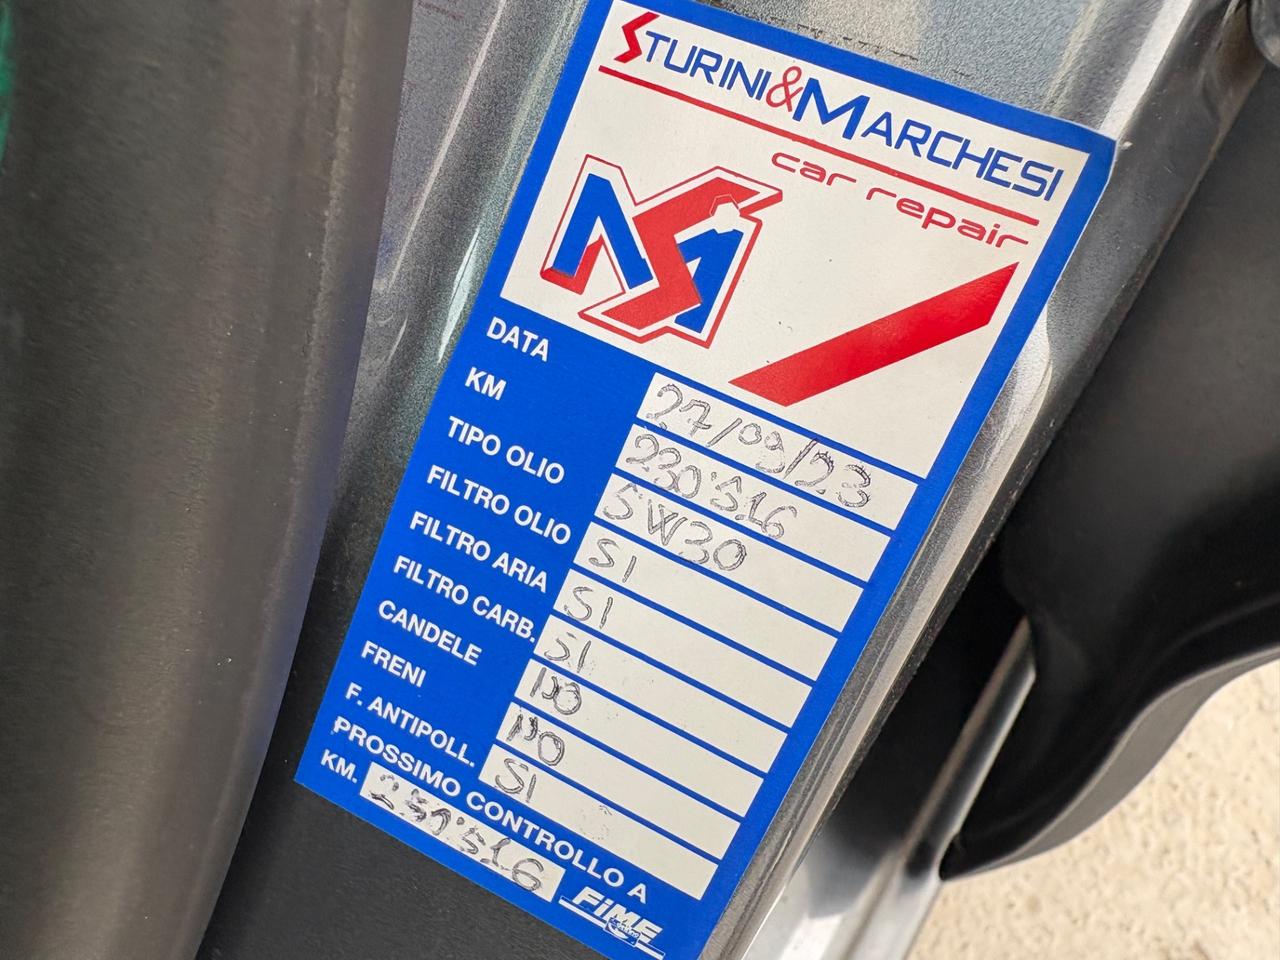 STURINI&MARCHESI
car repair
DATA 27/09/23
KM 230'516
TIPO OLIO 5W30
FILTRO OLIO SI
FILTRO ARIA SI
FILTRO CARB. SI
CANDELE NO
FRENI NO
F. ANTIPOLL. SI
PROSSIMO CONTROLLO A
KM.
FiME